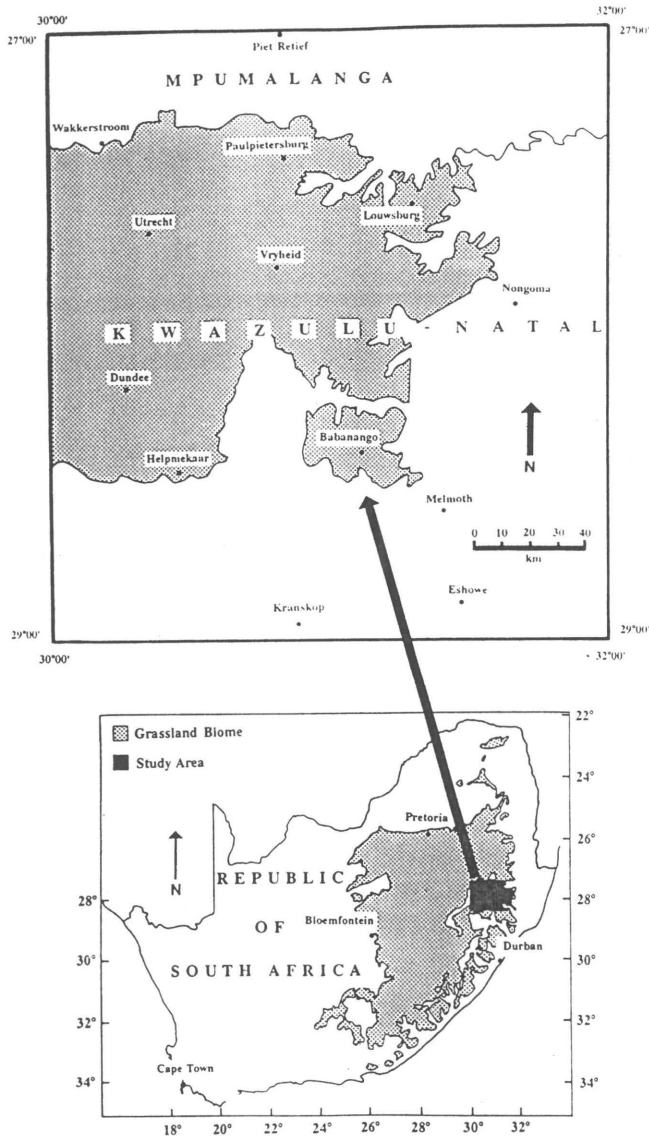 30°00'
32°00'
27°00'
27°00'
Piet Retief
MPUMALANGA
Wakkerstroom
Paulpietersburg
Louwsburg
Utrecht
Vryheid
Nongoma
KWAZULU-NATAL
Dundee
Babanango
N
Helpmekaar
Melmoth
0 10 20 30 40
km
Eshowe
Kranskop
29°00'
29°00'
30°00'
32°00'
Grassland Biome
Study Area
22°
24°
Pretoria
26°
N
REPUBLIC
28°
28°
OF
Bloemfontein
Durban
30°
30°
SOUTH AFRICA
32°
32°
Cape Town
34°
34°
18° 20° 22° 24° 26° 28° 30° 32°